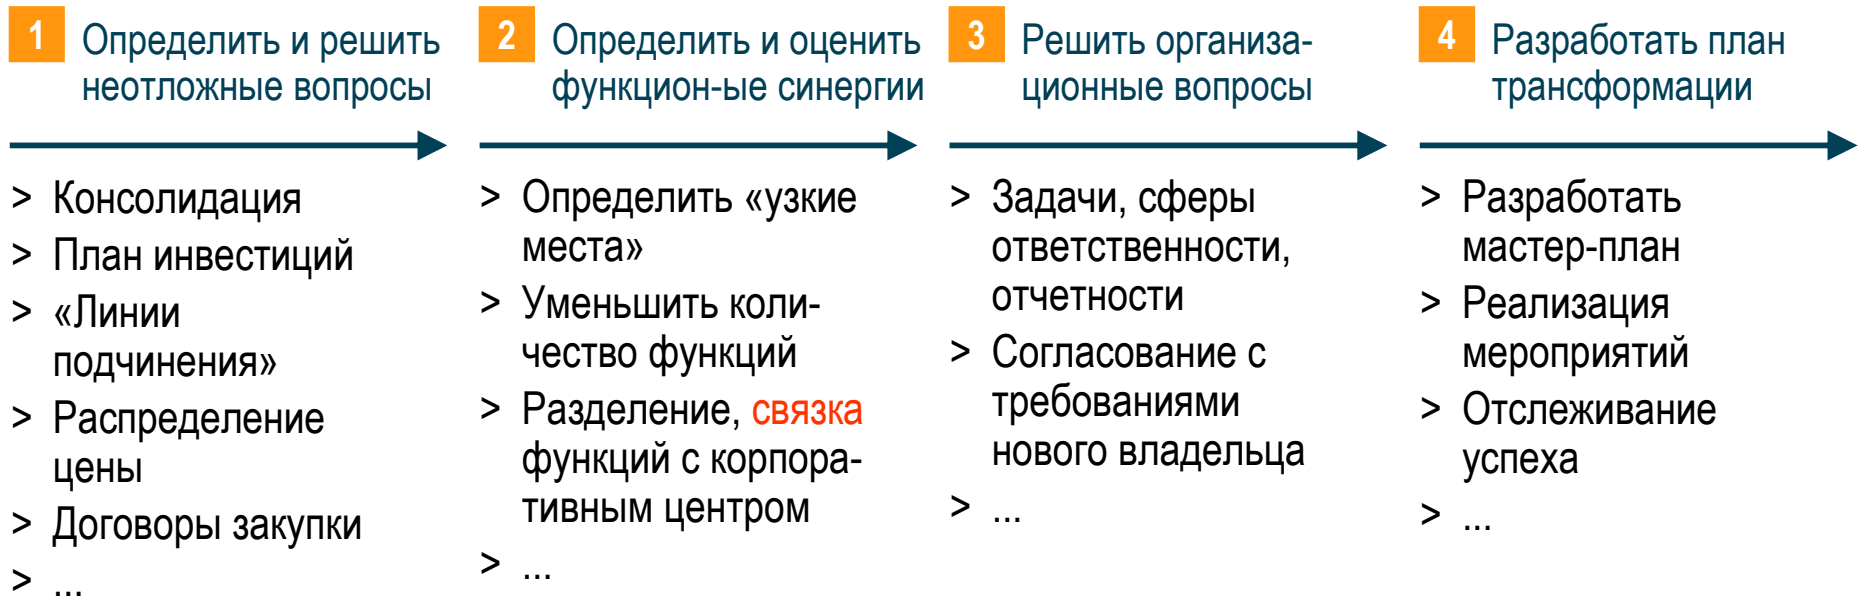 1 Определить и решить
неотложные вопросы
> Консолидация
> План инвестиций
> «Линии
подчинения»
> Распределение
цены
> Договоры закупки
> ...
2 Определить и оценить
функцион-ые синергии
> Определить «узкие
места»
> Уменьшить коли-
чество функций
> Разделение, связка
функций с корпора-
тивным центром
> ...
3 Решить организа-
ционные вопросы
> Задачи, сферы
ответственности,
отчетности
> Согласование с
требованиями
нового владельца
> ...
4 Разработать план
трансформации
> Разработать
мастер-план
> Реализация
мероприятий
> Отслеживание
успеха
> ...